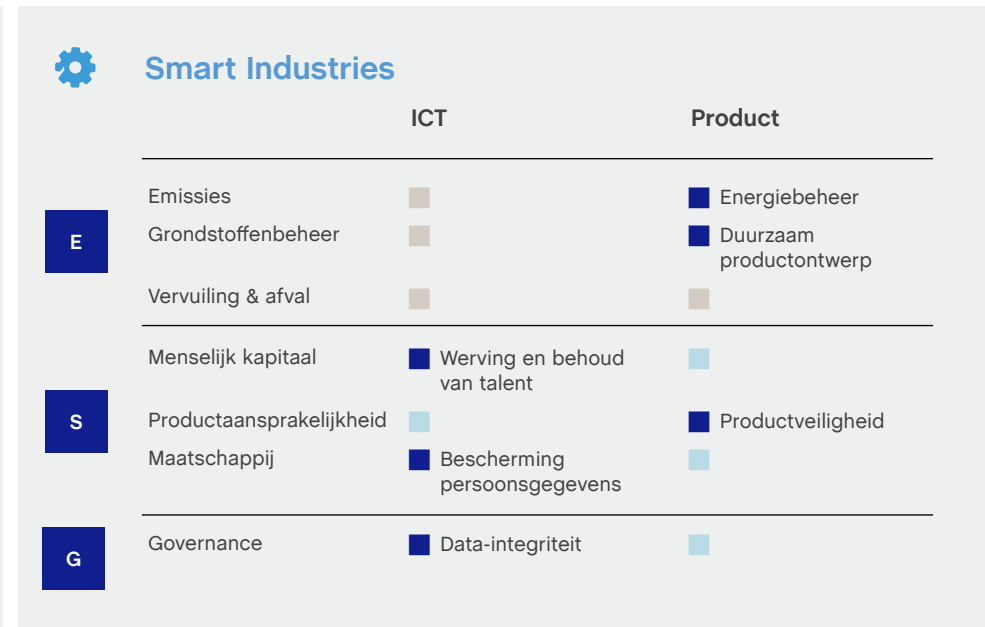 Smart Industries
ICT Product
E
Emissies Energiebeheer
Grondstoffenbeheer Duurzaam
productontwerp
Vervuiling & afval
S
Menselijk kapitaal Werving en behoud
van talent
Productaansprakelijkheid Productveiligheid
Maatschappij Bescherming
persoonsgegevens
G
Governance Data-integriteit